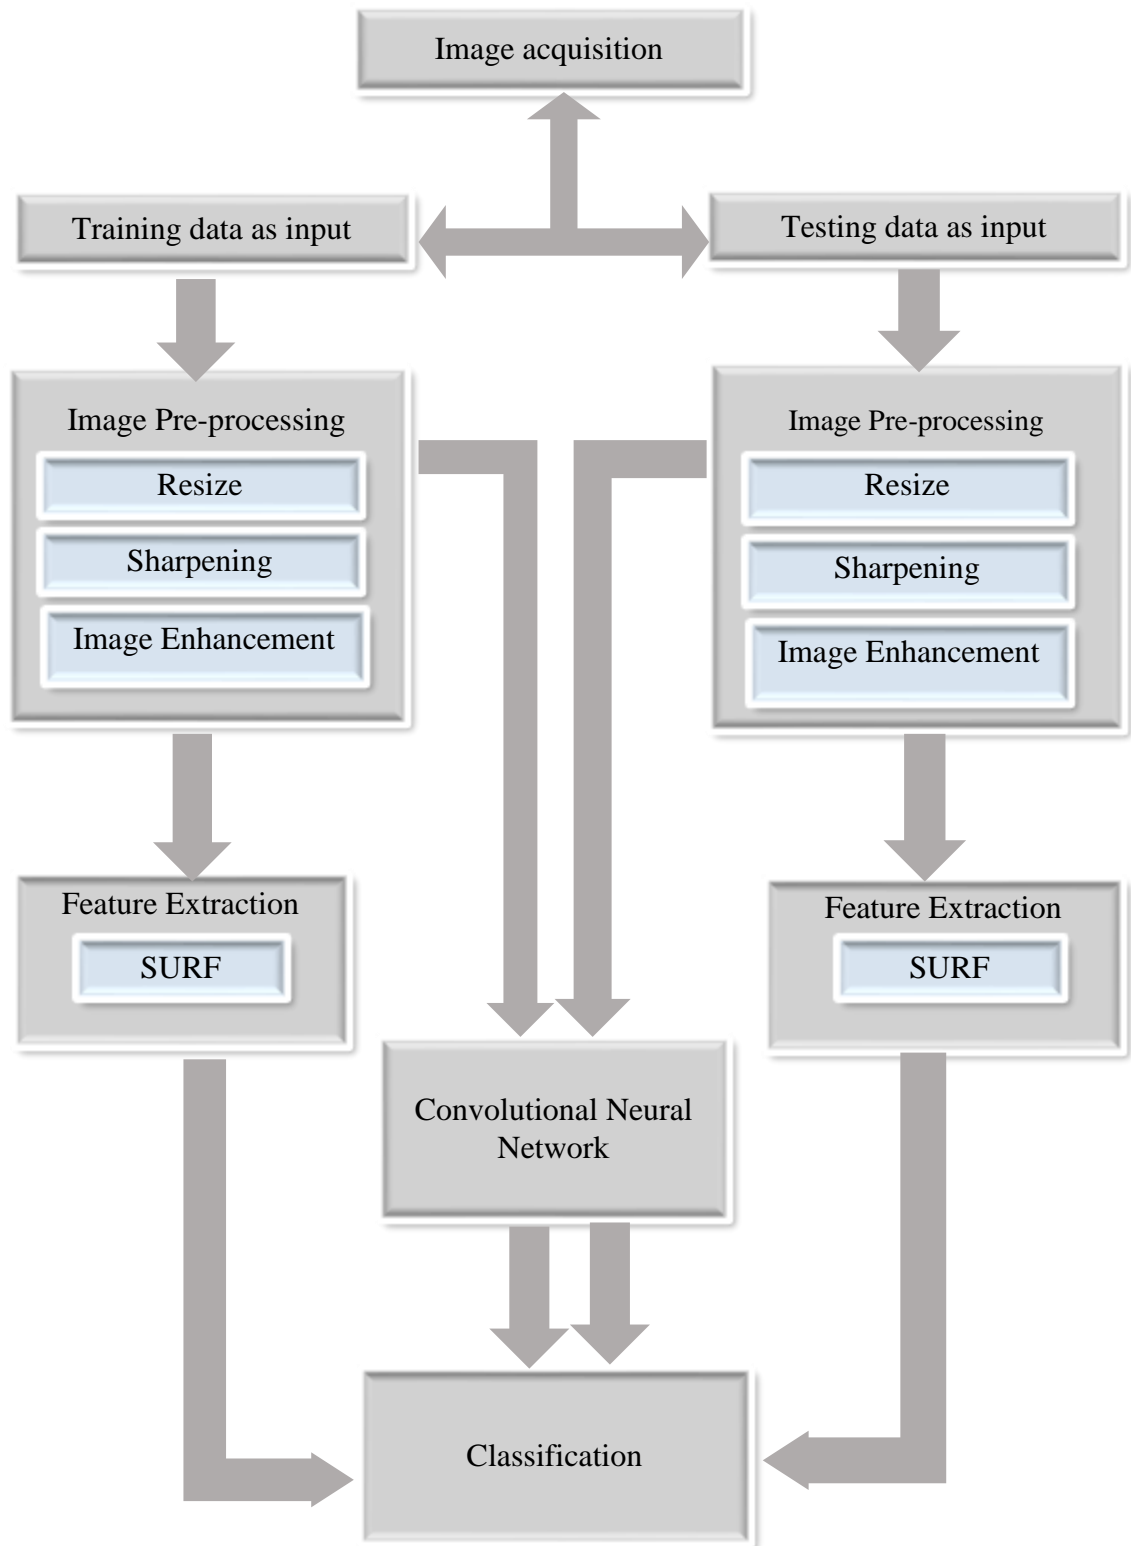 Image acquisition
Training data as input
Testing data as input
Image Pre-processing
Resize
Sharpening
Image Enhancement
Image Pre-processing
Resize
Sharpening
Image Enhancement
Feature Extraction
SURF
Feature Extraction
SURF
Convolutional Neural
Network
Classification